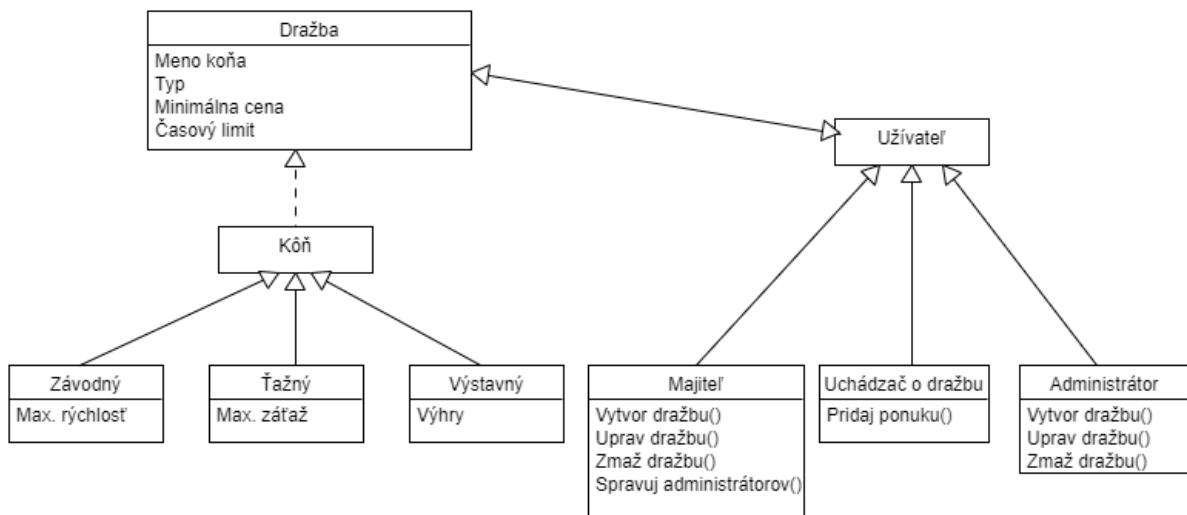 Dražba
Meno koňa
Typ
Minimálna cena
Časový limit
Užívateľ
Kôň
Závodný
Max. rýchlosť
Ťažný
Max. záťaž
Výstavný
Výhry
Majiteľ
Vytvor dražbu()
Uprav dražbu()
Zmaž dražbu()
Spravuj administrátorov()
Uchádzač o dražbu
Pridaj ponuku()
Administrátor
Vytvor dražbu()
Uprav dražbu()
Zmaž dražbu()